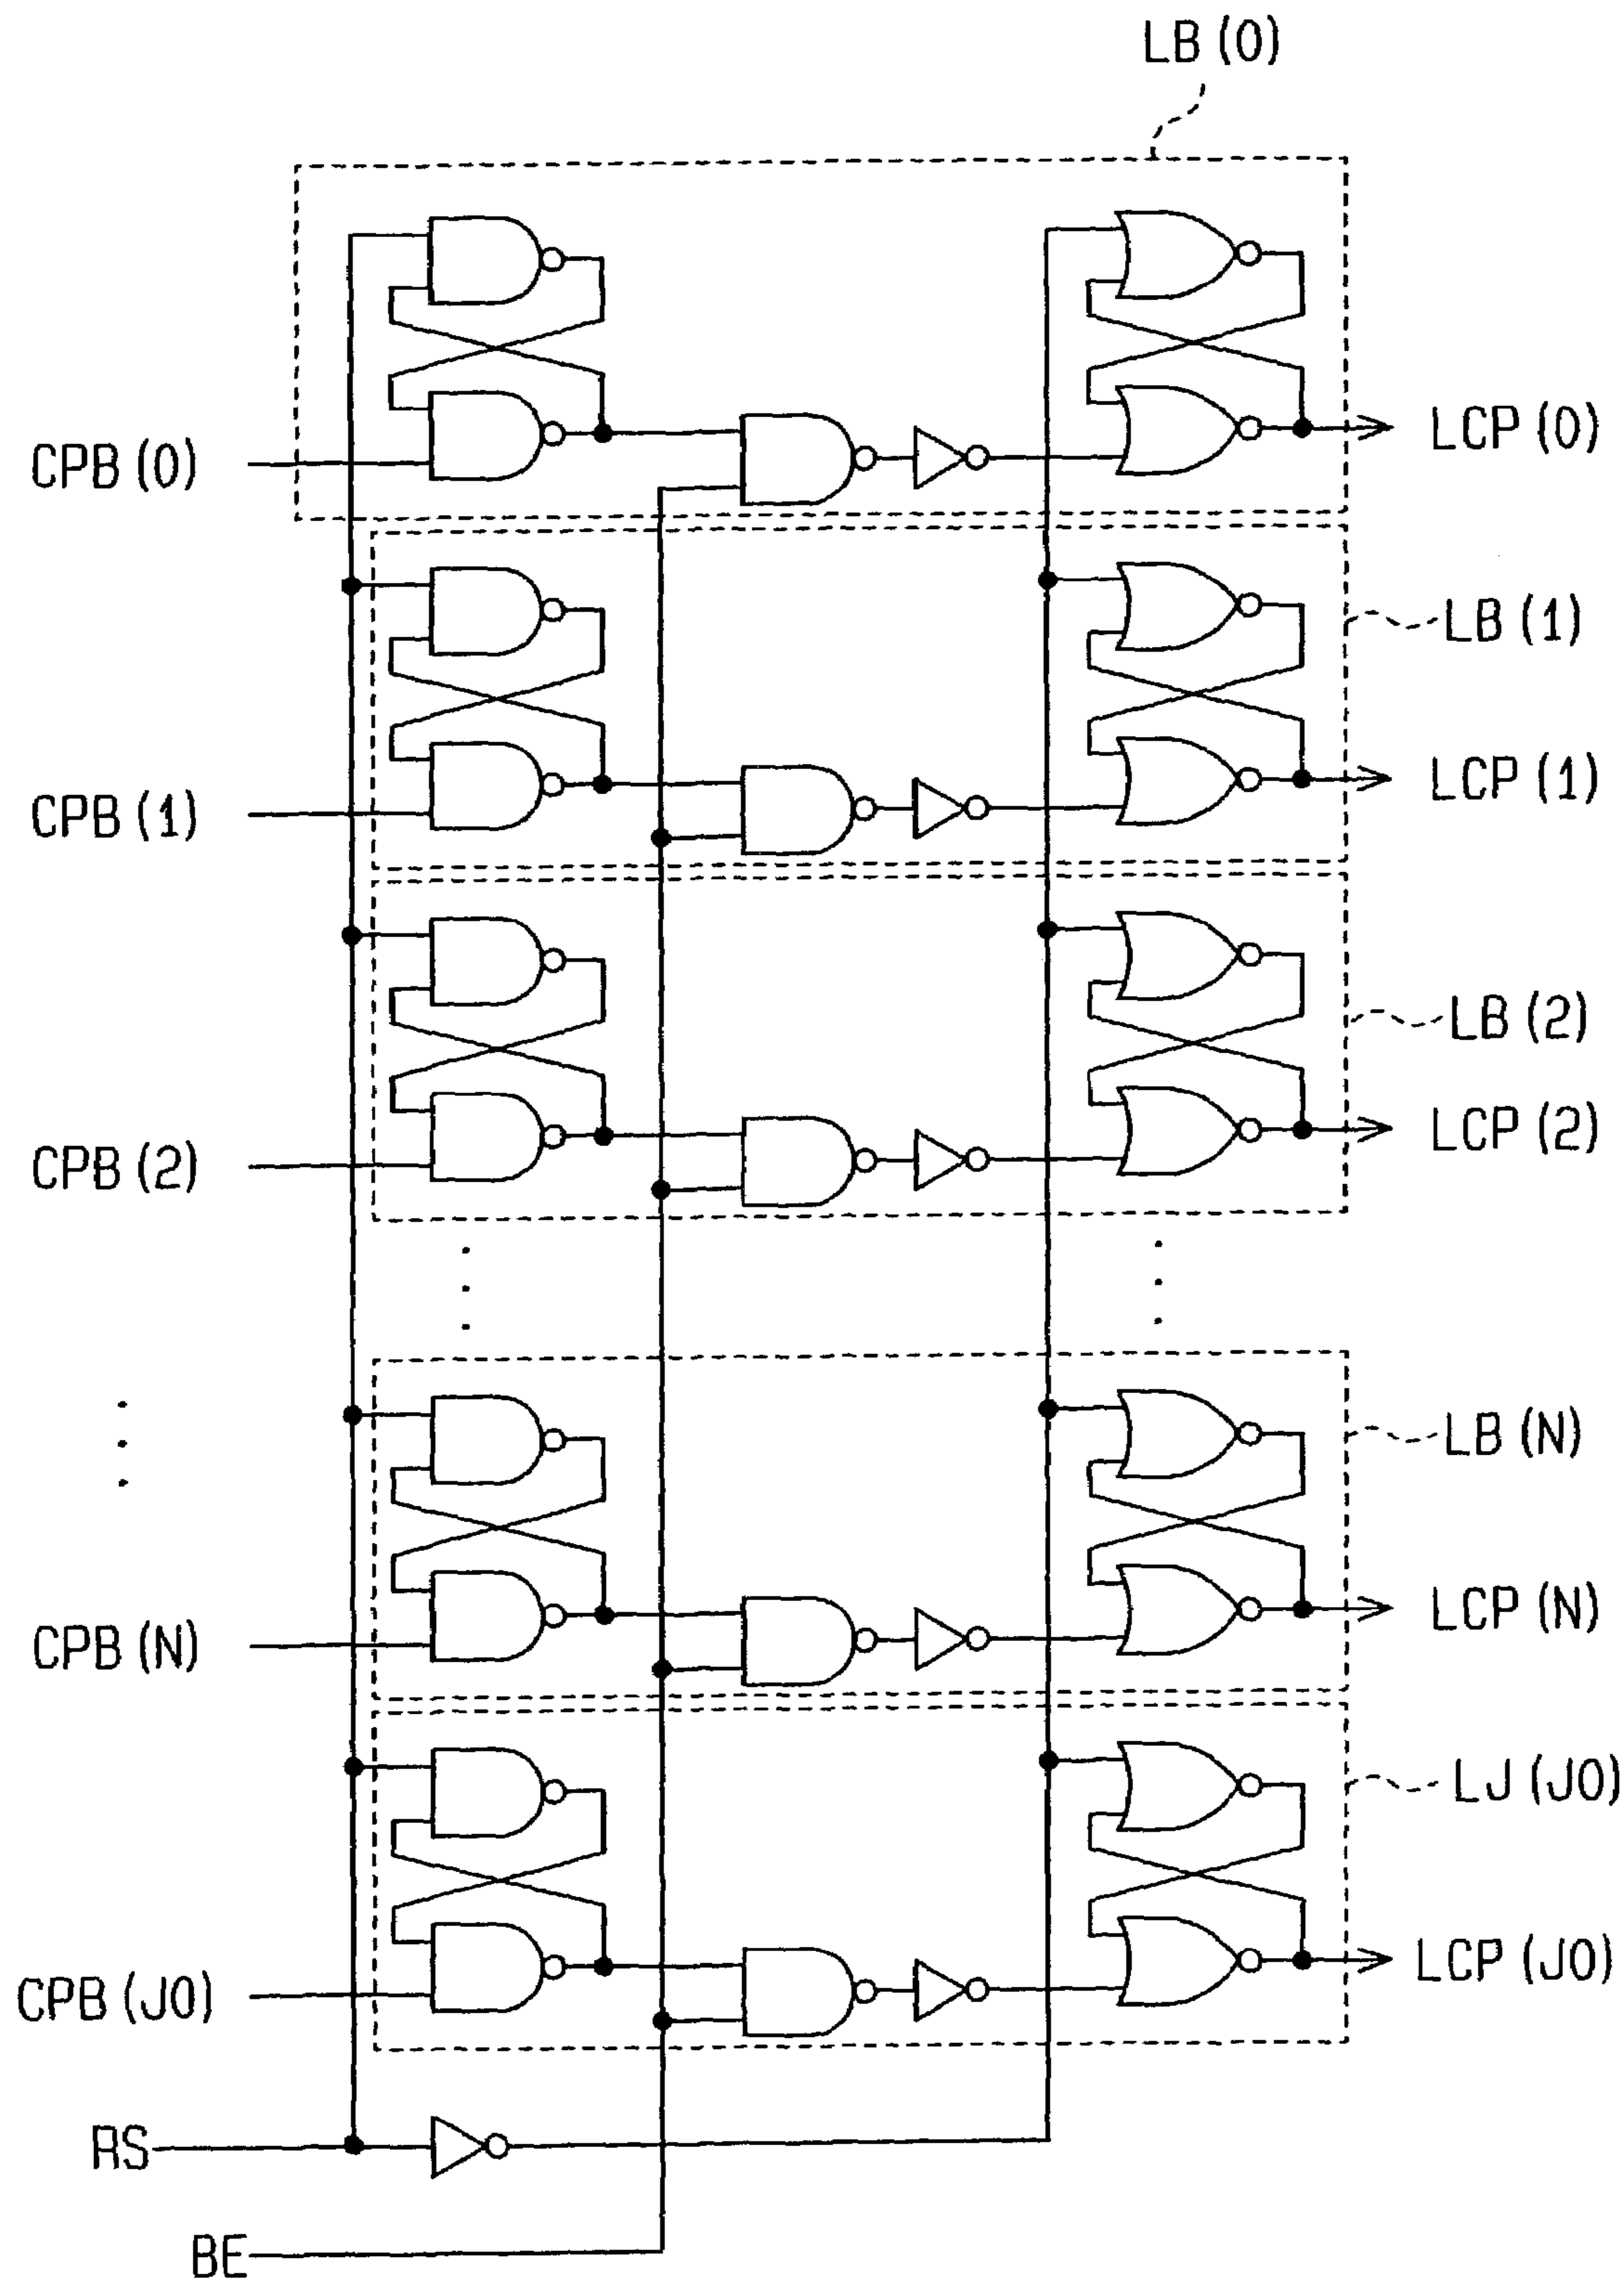 LB (0)
CPB (0)
LCP (0)
LB (1)
CPB (1)
LCP (1)
LB (2)
CPB (2)
LCP (2)
LB (N)
CPB (N)
LCP (N)
LJ (J0)
CPB (J0)
LCP (J0)
RS
BE